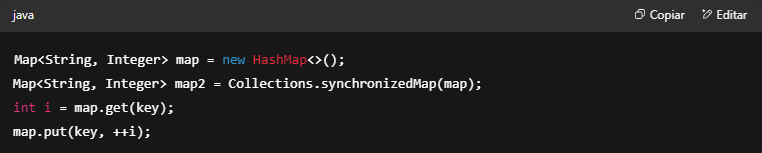 java
Copiar
Editar
Map<String, Integer> map = new HashMap<>();
Map<String, Integer> map2 = Collections.synchronizedMap(map);
int i = map.get(key);
map.put(key, ++i);